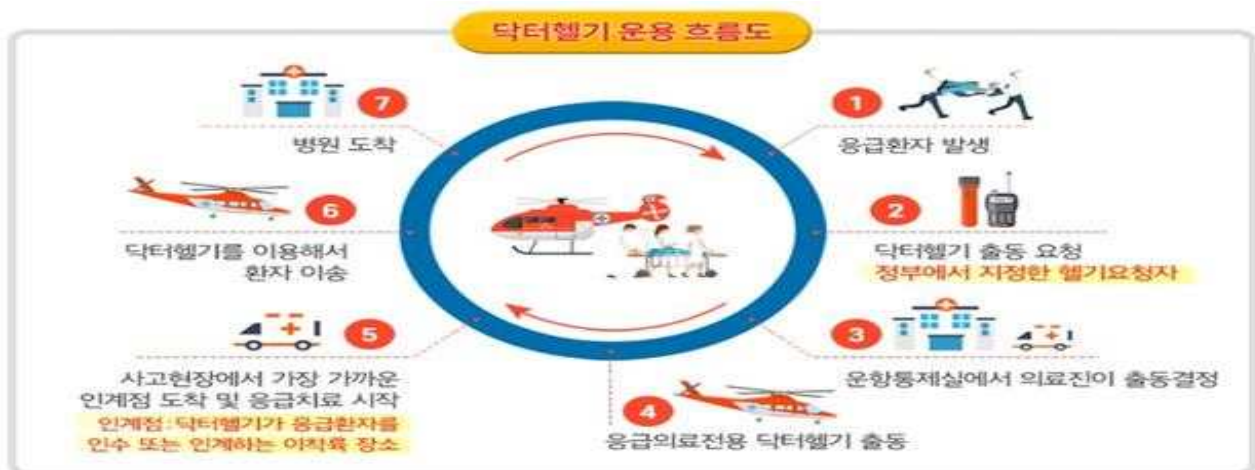 닥터헬기 운용 흐름도
1
응급환자 발생
2
닥터헬기 출동 요청
정부에서 지정한 헬기요청자
3
운항통제실에서 의료진이 출동결정
4
응급의료전용 닥터헬기 출동
5
사고현장에서 가장 가까운
인계점 도착 및 응급치료 시작
인계점:닥터헬기가 응급환자를
인수 또는 인계하는 이착륙 장소
6
닥터헬기를 이용해서
환자 이송
7
병원 도착